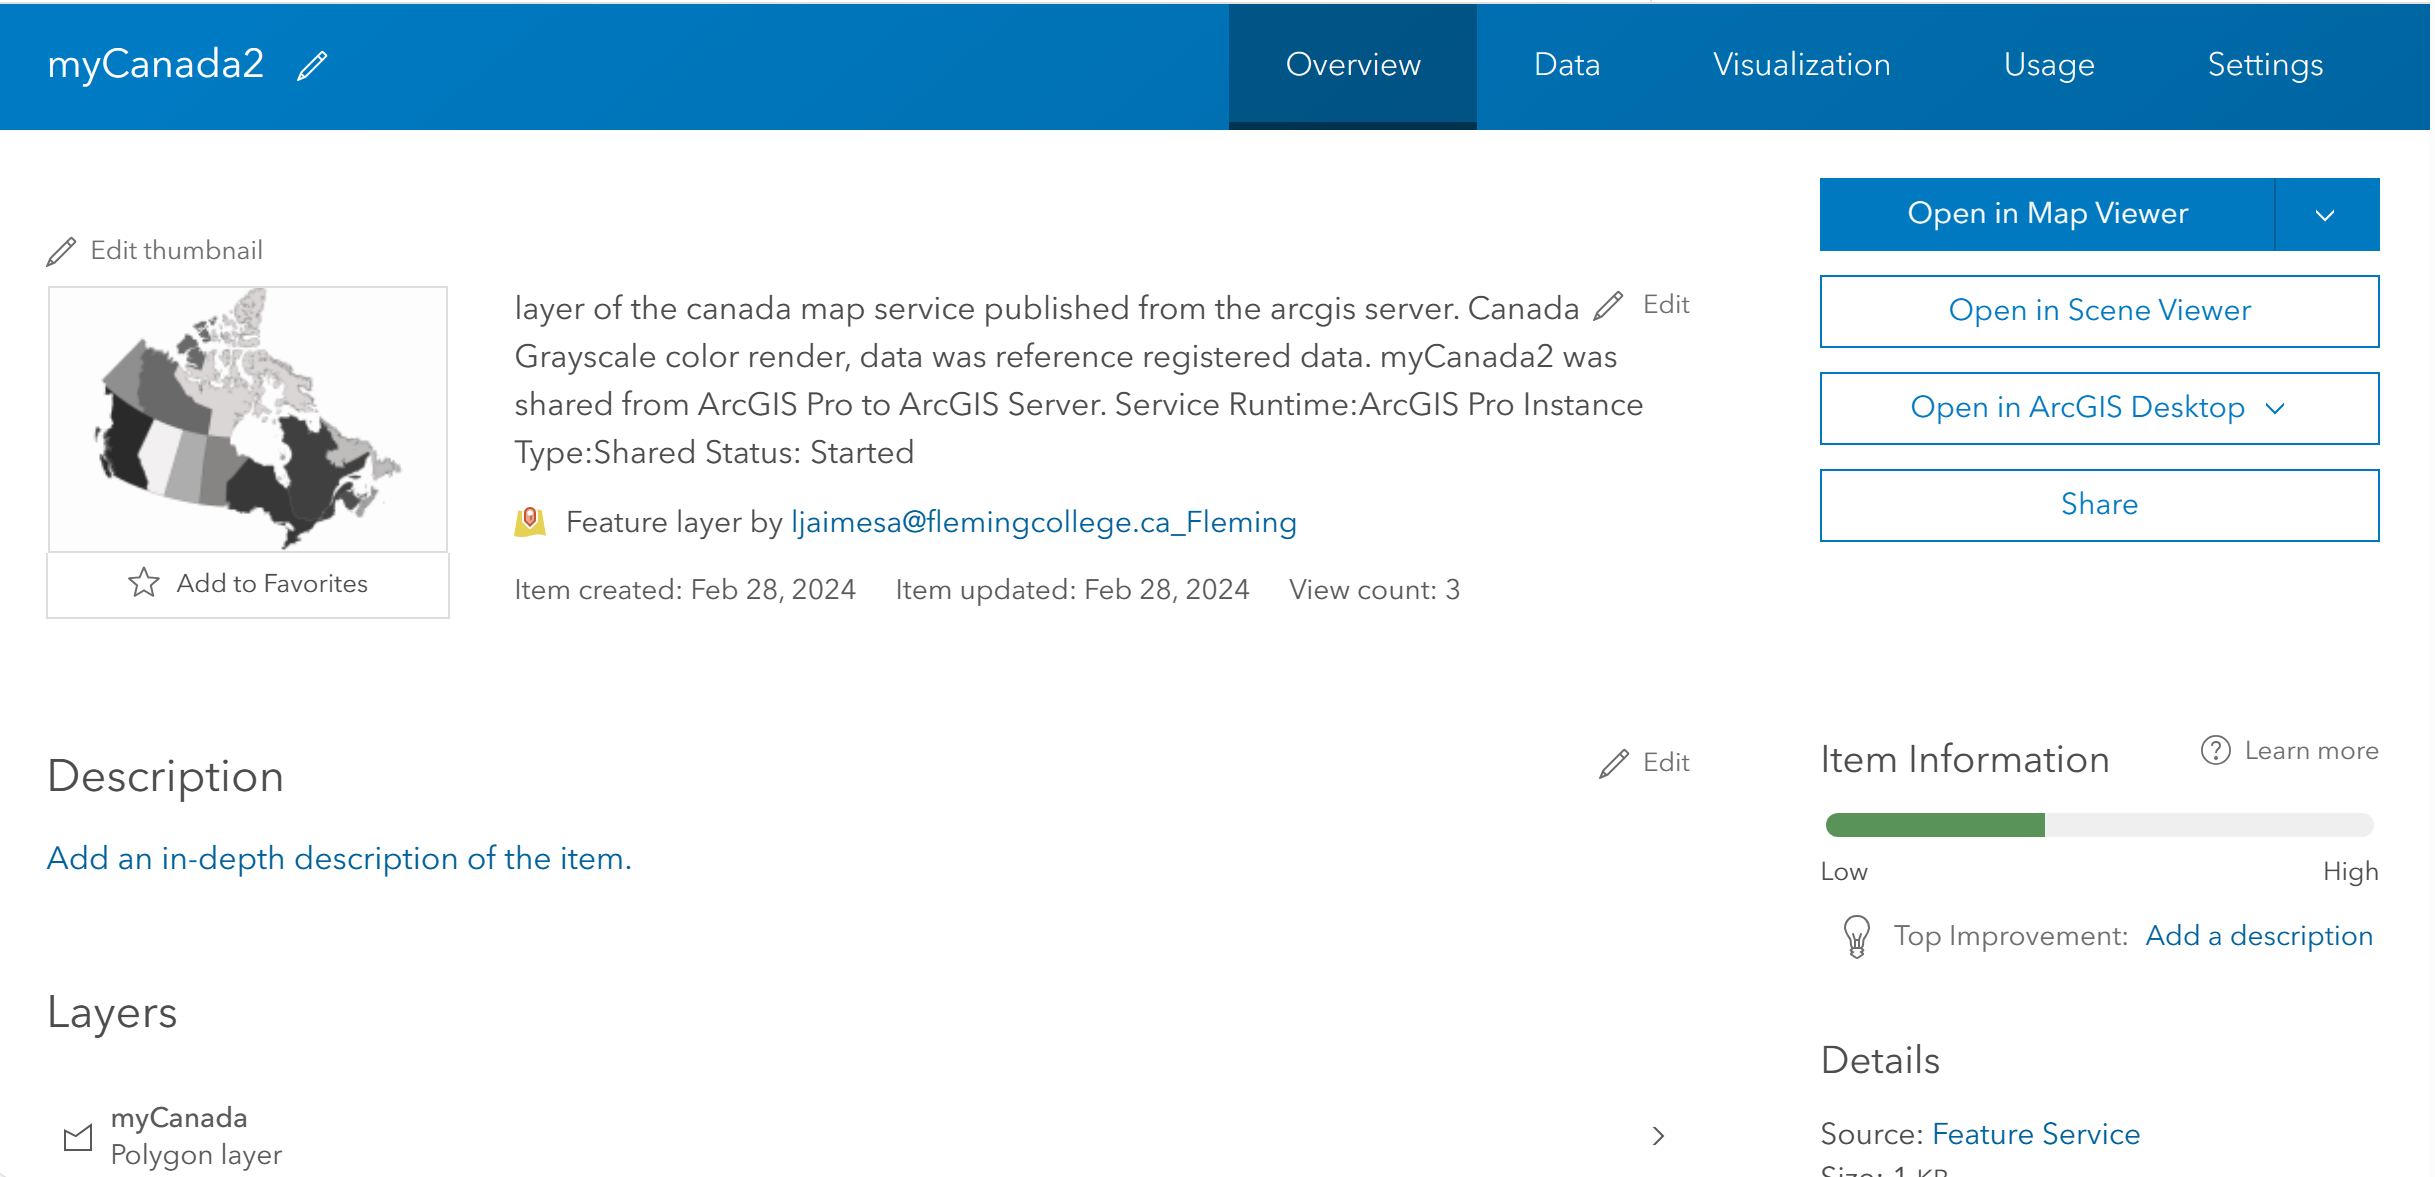 myCanada2
Overview
Data
Visualization
Usage
Settings
Edit thumbnail
Add to Favorites
layer of the canada map service published from the arcgis server. Canada
Edit
Grayscale color render, data was reference registered data. myCanada2 was
shared from ArcGIS Pro to ArcGIS Server. Service Runtime:ArcGIS Pro Instance
Type:Shared Status: Started
Feature layer by ljaimesa@flemingcollege.ca_Fleming
Item created: Feb 28, 2024
Item updated: Feb 28, 2024
View count: 3
Open in Map Viewer
Open in Scene Viewer
Open in ArcGIS Desktop
Share
Description
Edit
Add an in-depth description of the item.
Layers
myCanada
Polygon layer
Item Information
Learn more
Low
High
Top Improvement: Add a description
Details
Source: Feature Service
Size: 1 KB